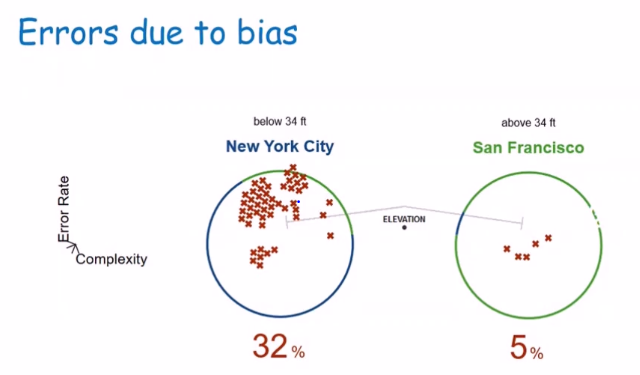 Errors due to bias
below 34 ft
above 34 ft
New York City
San Francisco
Error Rate
ELEVATION
Complexity
32 %
5 %